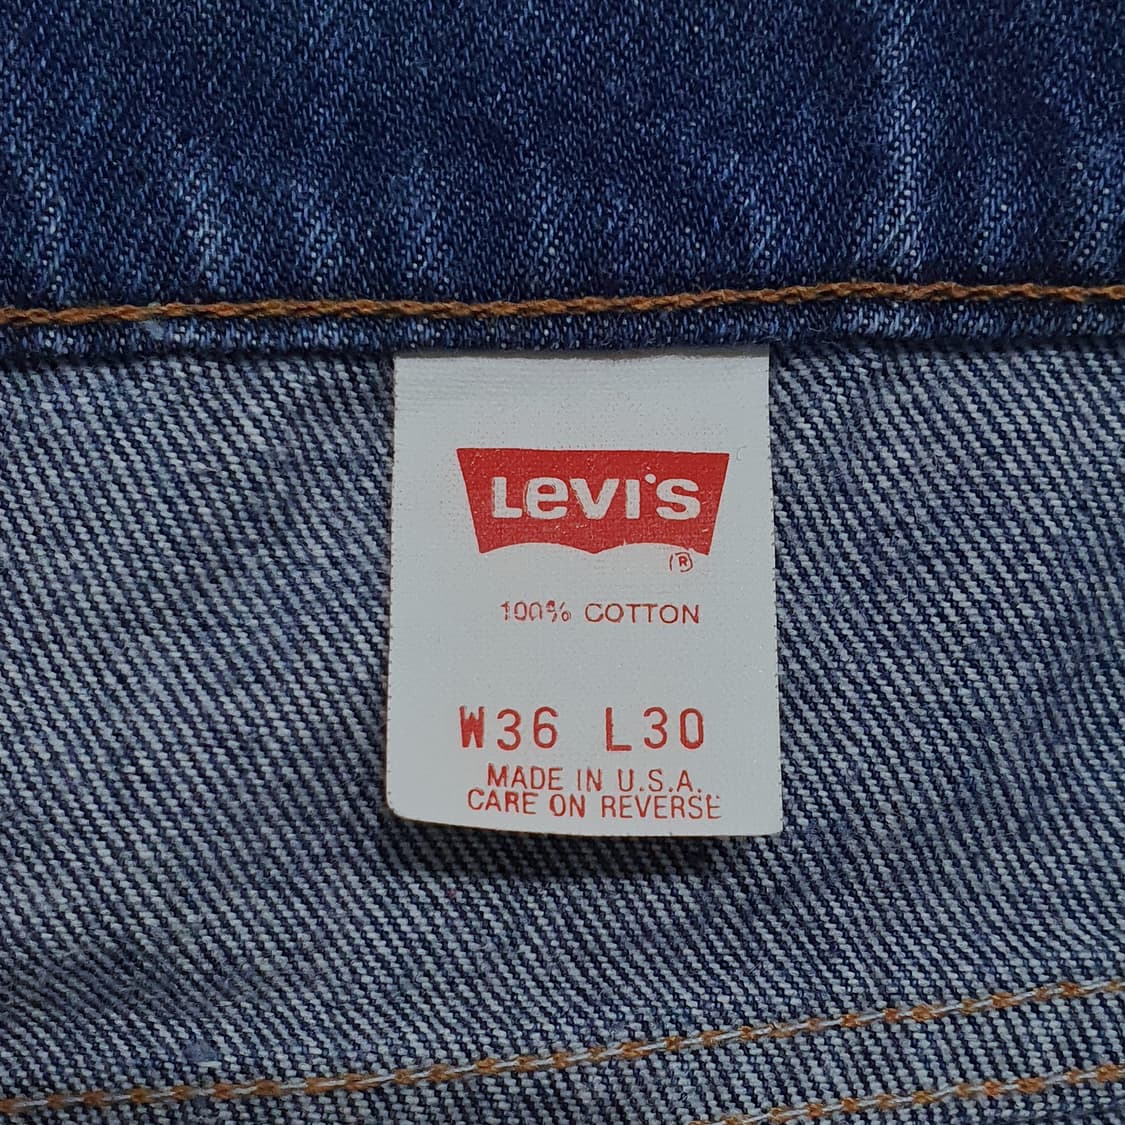 LEVI'S
®
100% COTTON
W36 L30
MADE IN U.S.A.
CARE ON REVERSE